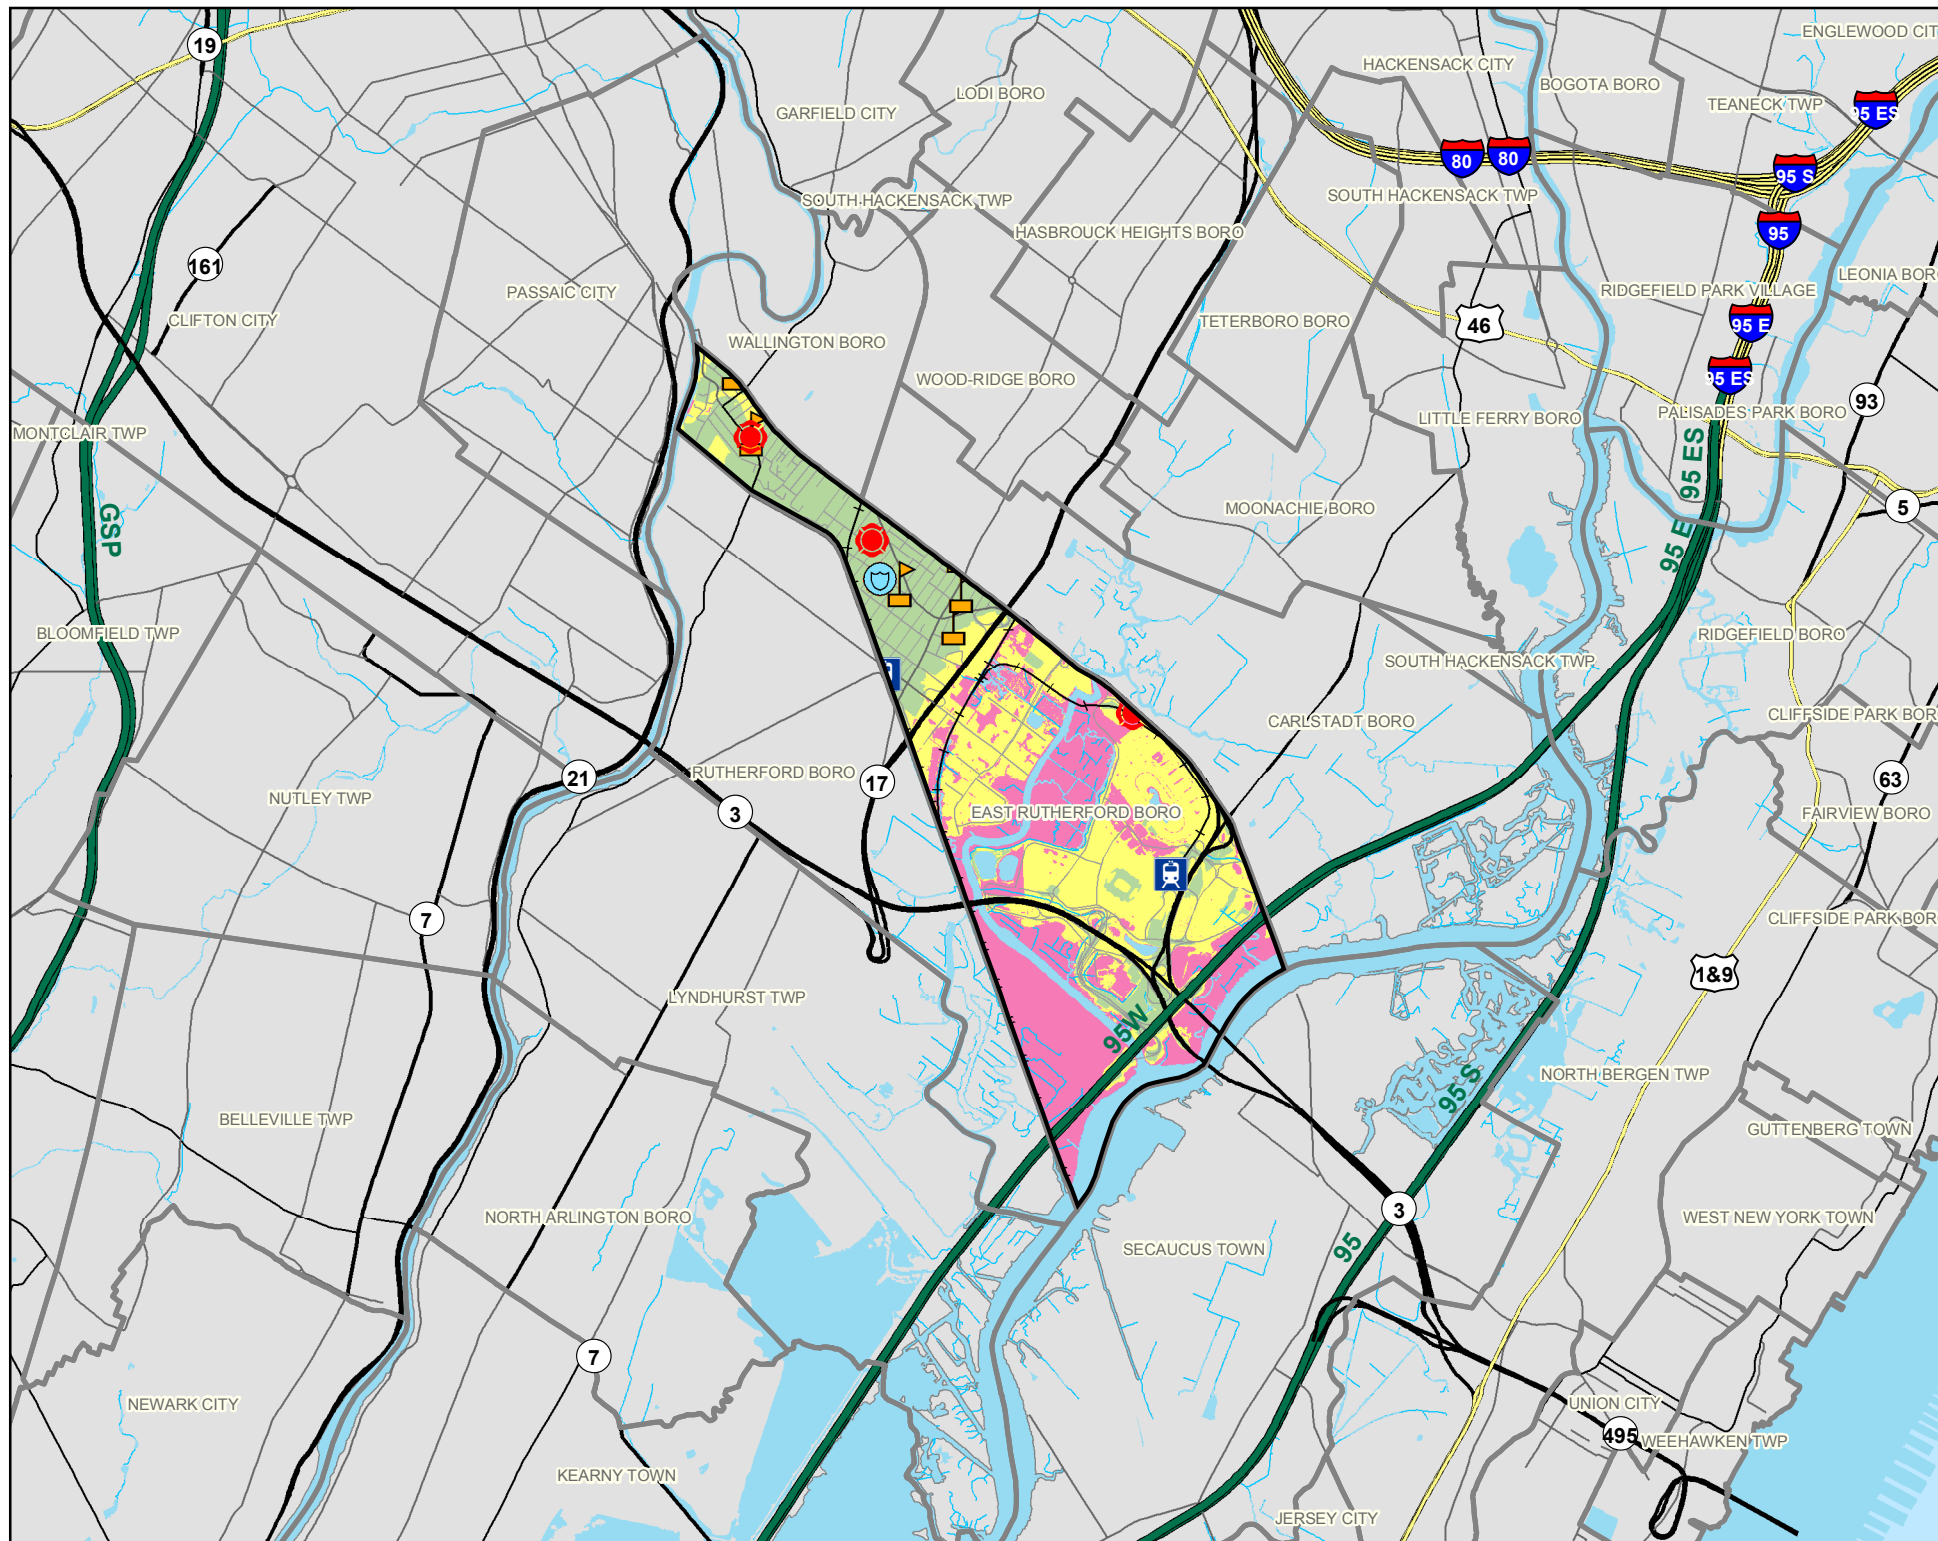 19
ENGLEWOOD CIT
HACKENSACK CITY
BOGOTA BORO
LODI BORO
TEANECK TWP
GARFIELD CITY
95 ES
80
80
95 S
SOUTH HACKENSACK TWP
SOUTH HACKENSACK TWP
HASBROUCK HEIGHTS BORO
95
161
LEONIA BOR
PASSAIC CITY
RIDGEFIELD PARK VILLAGE
CLIFTON CITY
TETERBORO BORO
46
95 E
WALLINGTON BORO
WOOD-RIDGE BORO
95 ES
93
LITTLE FERRY BORO
PALISADES PARK BORO
MONTCLAIR TWP
95 ES
MOONACHIE BORO
5
GSP
95 E
BLOOMFIELD TWP
RIDGEFIELD BORO
SOUTH HACKENSACK TWP
CLIFFSIDE PARK BOR
CARLSTADT BORO
RUTHERFORD BORO
21
17
63
NUTLEY TWP
3
EAST RUTHERFORD BORO
FAIRVIEW BORO
7
CLIFFSIDE PARK BOR
1&9
LYNDHURST TWP
95W
NORTH BERGEN TWP
95 S
BELLEVILLE TWP
GUTTENBERG TOWN
3
NORTH ARLINGTON BORO
WEST NEW YORK TOWN
SECAUCUS TOWN
95
7
NEWARK CITY
UNION CITY
495
WEEHAWKEN TWP
KEARNY TOWN
JERSEY CITY